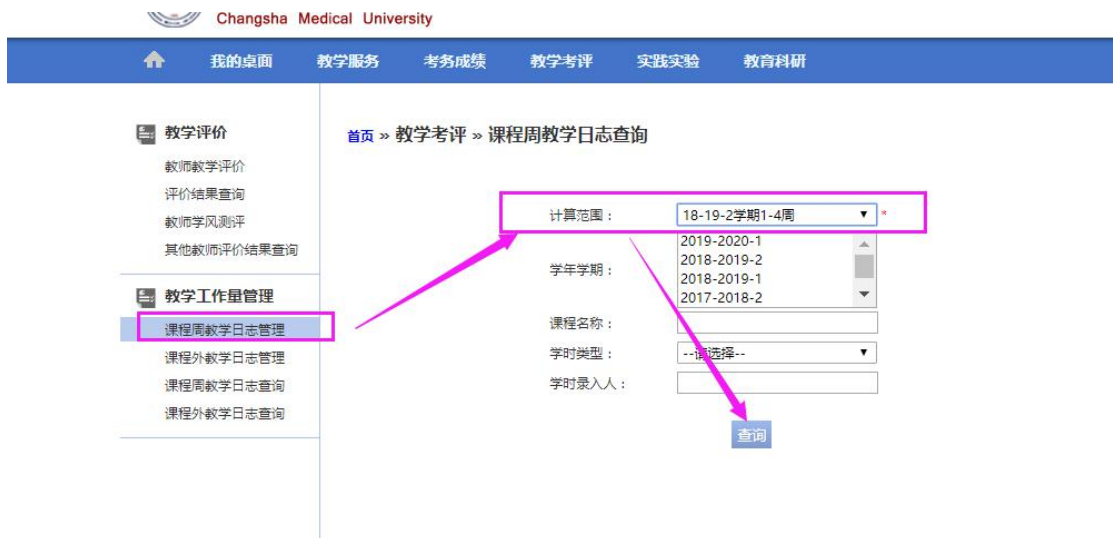 Changsha Medical University
我的桌面 教学服务 考务成绩 教学考评 实践实验 教育科研
教学评价
教师教学评价
评价结果查询
教师学风测评
其他教师评价结果查询
教学工作量管理
课程周教学日志管理
课程外教学日志管理
课程周教学日志查询
课程外教学日志查询
首页 » 教学考评 » 课程周教学日志查询
计算范围： 18-19-2学期1-4周 *
学年学期：
2019-2020-1
2018-2019-2
2018-2019-1
2017-2018-2
课程名称：
学时类型： --请选择--
学时录入人：
查询